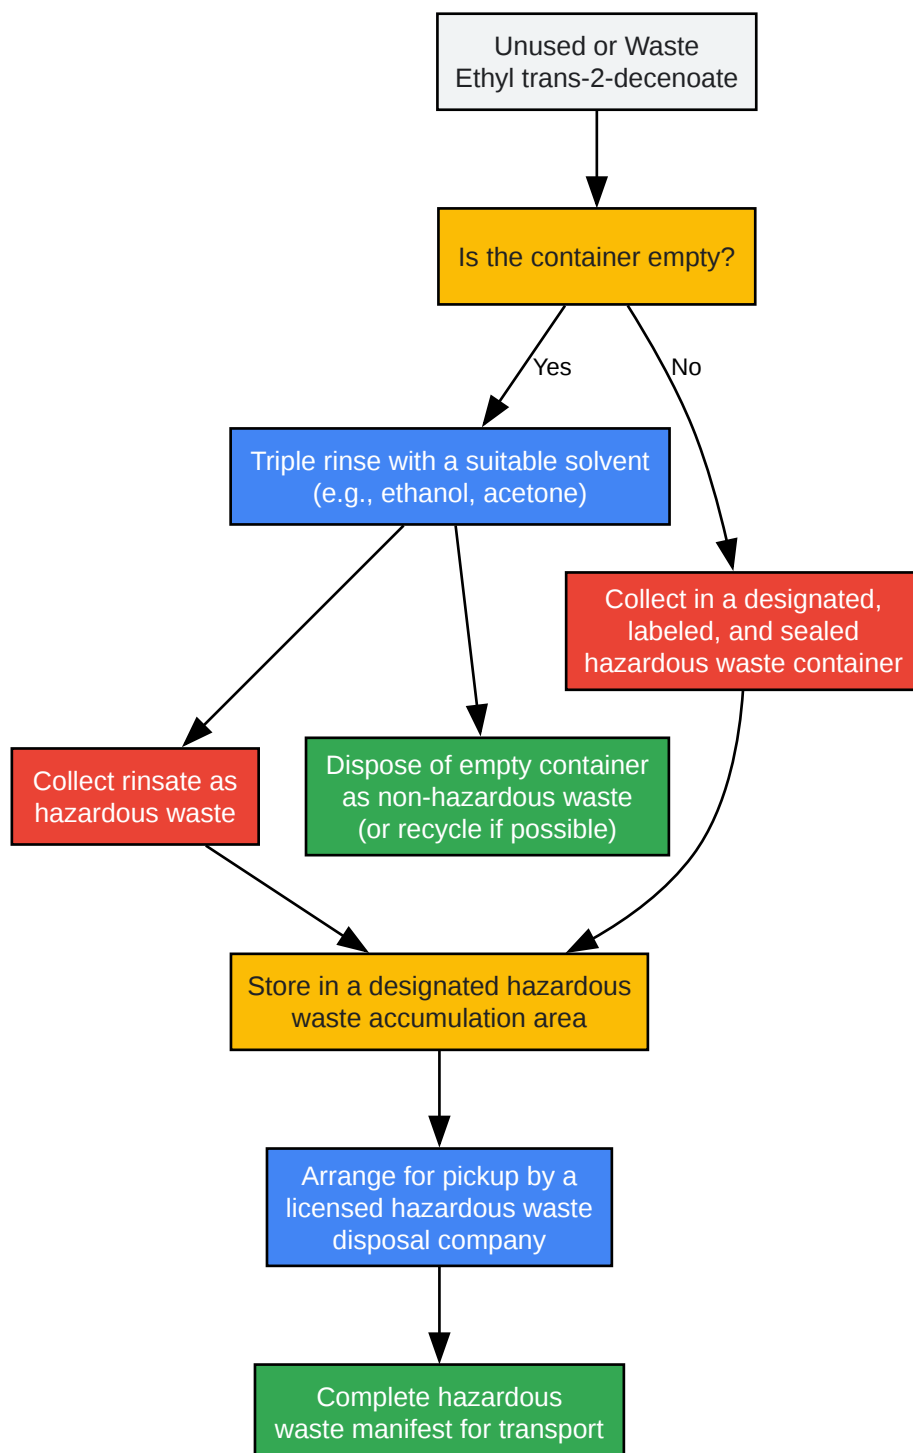 Unused or Waste
Ethyl trans-2-decenoate
Is the container empty?
Yes
No
Triple rinse with a suitable solvent
(e.g., ethanol, acetone)
Collect in a designated,
labeled, and sealed
hazardous waste container
Collect rinsate as
hazardous waste
Dispose of empty container
as non-hazardous waste
(or recycle if possible)
Store in a designated hazardous
waste accumulation area
Arrange for pickup by a
licensed hazardous waste
disposal company
Complete hazardous
waste manifest for transport